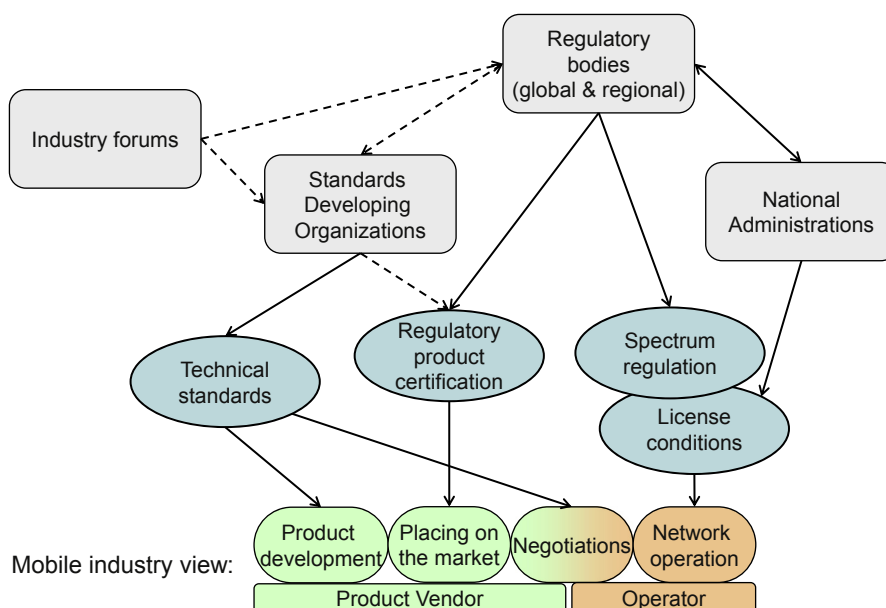 Regulatory
bodies
(global & regional)
Industry forums
Standards
Developing
Organizations
National
Administrations
Technical
standards
Regulatory
product
certification
Spectrum
regulation
License
conditions
Mobile industry view:
Product
development
Placing on
the market
Negotiations
Network
operation
Product Vendor
Operator